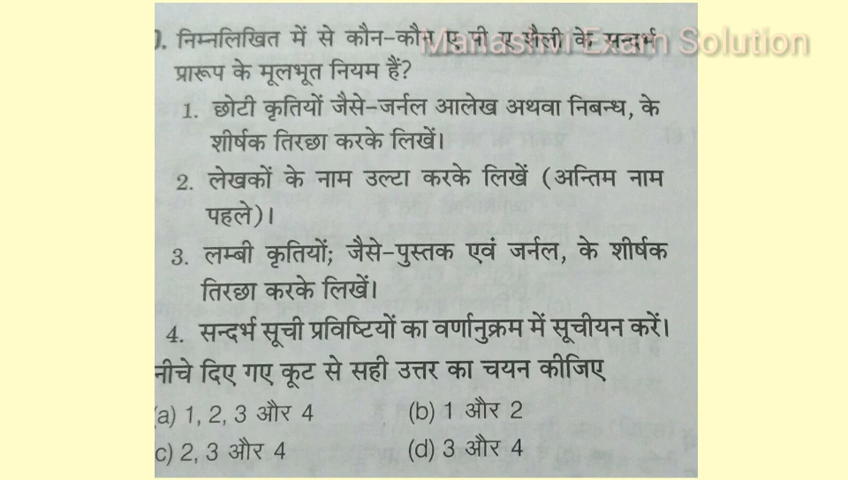 Manashvi Exam Solution
). निम्नलिखित में से कौन-कौन ए पी ए शैली के सन्दर्भ
प्रारूप के मूलभूत नियम हैं?
1. छोटी कृतियों जैसे-जर्नल आलेख अथवा निबन्ध, के
शीर्षक तिरछा करके लिखें।
2. लेखकों के नाम उल्टा करके लिखें (अन्तिम नाम
पहले)।
3. लम्बी कृतियों; जैसे-पुस्तक एवं जर्नल, के शीर्षक
तिरछा करके लिखें।
4. सन्दर्भ सूची प्रविष्टियों का वर्णानुक्रम में सूचीयन करें।
नीचे दिए गए कूट से सही उत्तर का चयन कीजिए
(a) 1, 2, 3 और 4 (b) 1 और 2
c) 2, 3 और 4 (d) 3 और 4